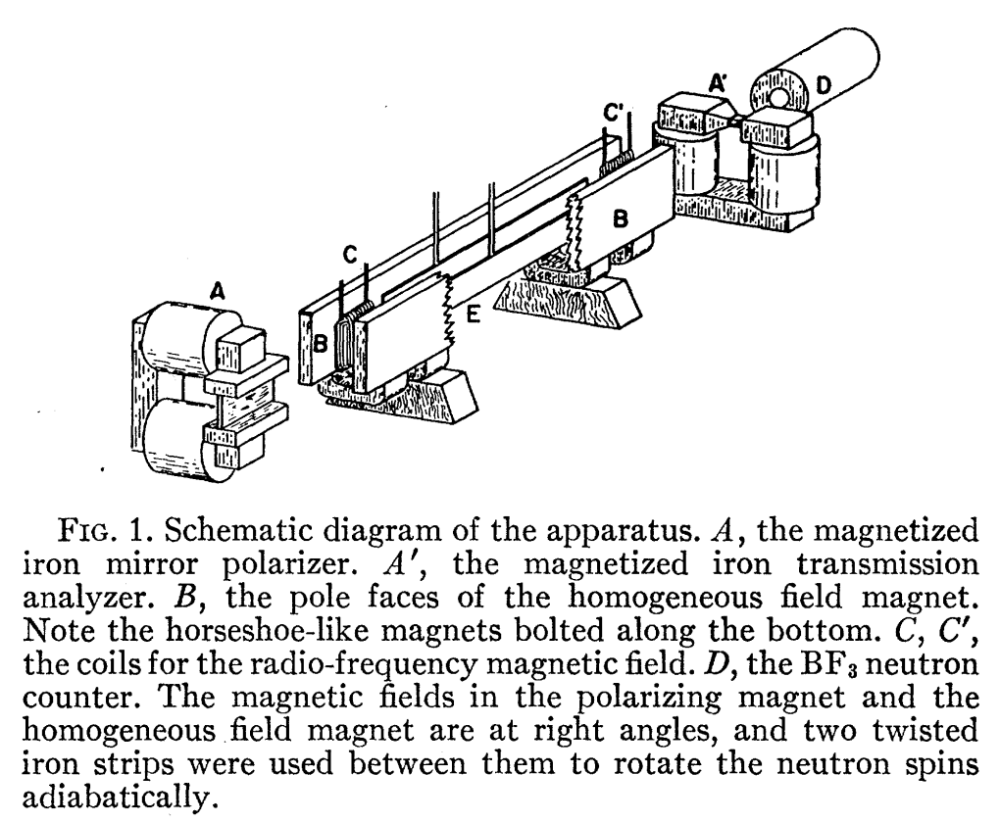 A'
D
C'
B
C
A
E
B
FIG. 1. Schematic diagram of the apparatus. A, the magnetized
iron mirror polarizer. A', the magnetized iron transmission
analyzer. B, the pole faces of the homogeneous field magnet.
Note the horseshoe-like magnets bolted along the bottom. C, C',
the coils for the radio-frequency magnetic field. D, the BF₃ neutron
counter. The magnetic fields in the polarizing magnet and the
homogeneous field magnet are at right angles, and two twisted
iron strips were used between them to rotate the neutron spins
adiabatically.